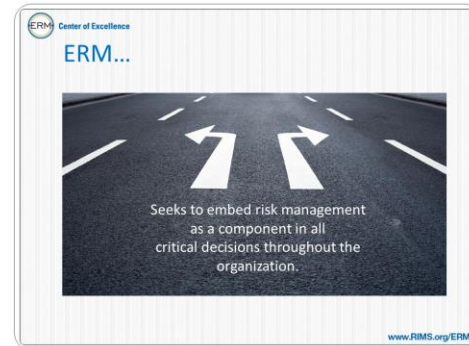 ERM Center of Excellence
ERM...
Seeks to embed risk management
as a component in all
critical decisions throughout the
organization.
www.RIMS.org/ERM